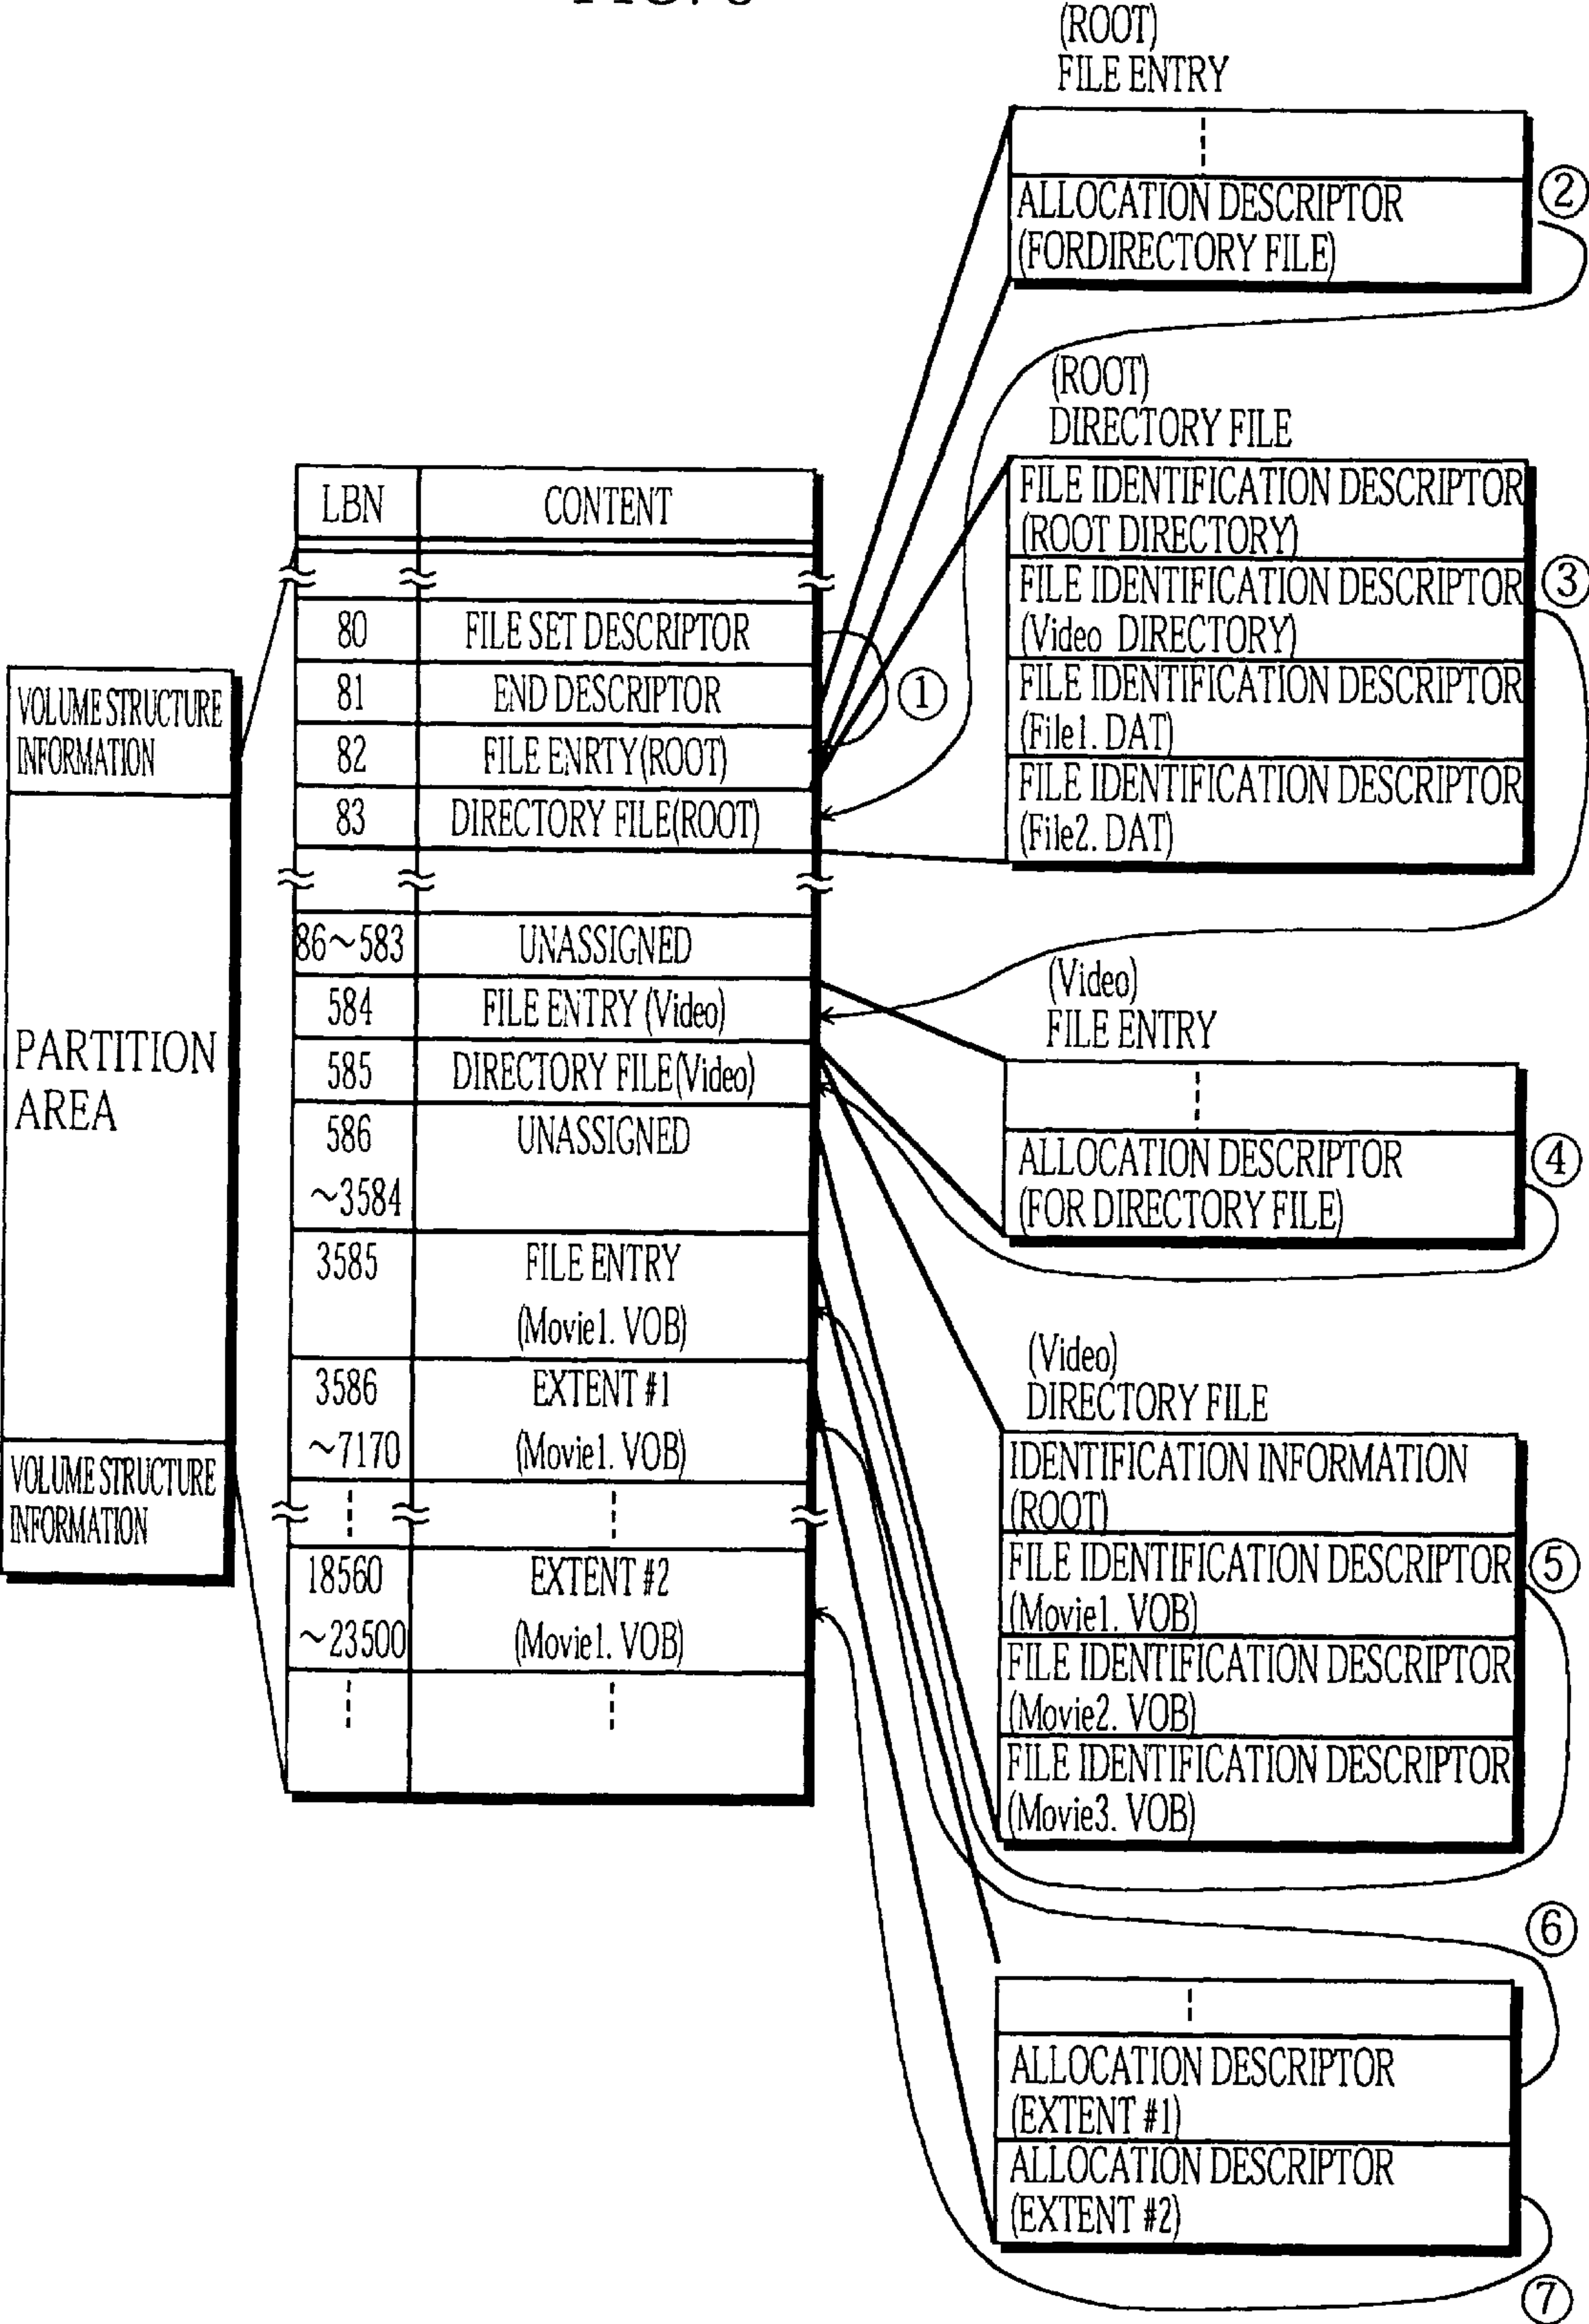 (ROOT)
FILE ENTRY
ALLOCATION DESCRIPTOR
(FORDIRECTORY FILE)
②
(ROOT)
DIRECTORY FILE
FILE IDENTIFICATION DESCRIPTOR
(ROOT DIRECTORY)
FILE IDENTIFICATION DESCRIPTOR
(Video DIRECTORY)
③
FILE IDENTIFICATION DESCRIPTOR
(File1. DAT)
FILE IDENTIFICATION DESCRIPTOR
(File2. DAT)
VOLUME STRUCTURE
INFORMATION
PARTITION
AREA
VOLUME STRUCTURE
INFORMATION
LBN CONTENT
80 FILE SET DESCRIPTOR
81 END DESCRIPTOR
①
82 FILE ENRTY(ROOT)
83 DIRECTORY FILE(ROOT)
86~583 UNASSIGNED
584 FILE ENTRY (Video)
585 DIRECTORY FILE(Video)
586 UNASSIGNED
~3584
3585 FILE ENTRY
(Movie1. VOB)
3586 EXTENT #1
~7170 (Movie1. VOB)
18560 EXTENT #2
~23500 (Movie1. VOB)
(Video)
FILE ENTRY
ALLOCATION DESCRIPTOR
(FOR DIRECTORY FILE)
④
(Video)
DIRECTORY FILE
IDENTIFICATION INFORMATION
(ROOT)
FILE IDENTIFICATION DESCRIPTOR
(Movie1. VOB)
⑤
FILE IDENTIFICATION DESCRIPTOR
(Movie2. VOB)
FILE IDENTIFICATION DESCRIPTOR
(Movie3. VOB)
⑥
ALLOCATION DESCRIPTOR
(EXTENT #1)
ALLOCATION DESCRIPTOR
(EXTENT #2)
⑦